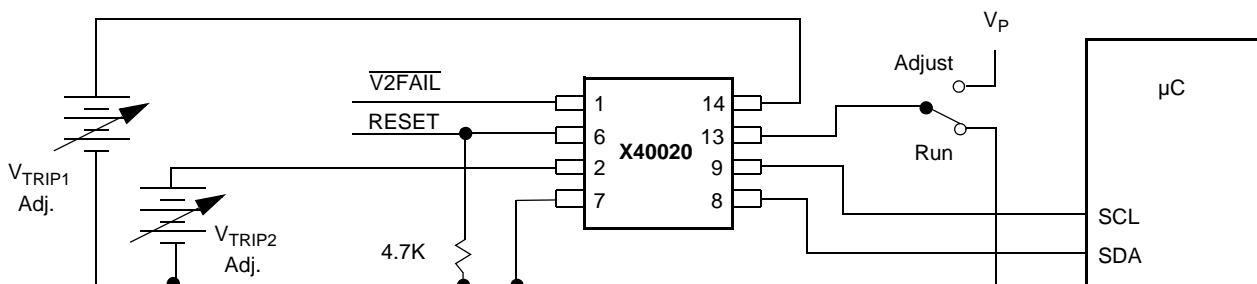 V_P
Adjust
µC
V2FAIL
1
14
RESET
6
13
X40020
Run
2
9
V_TRIP1
Adj.
7
8
SCL
V_TRIP2
Adj.
4.7K
SDA